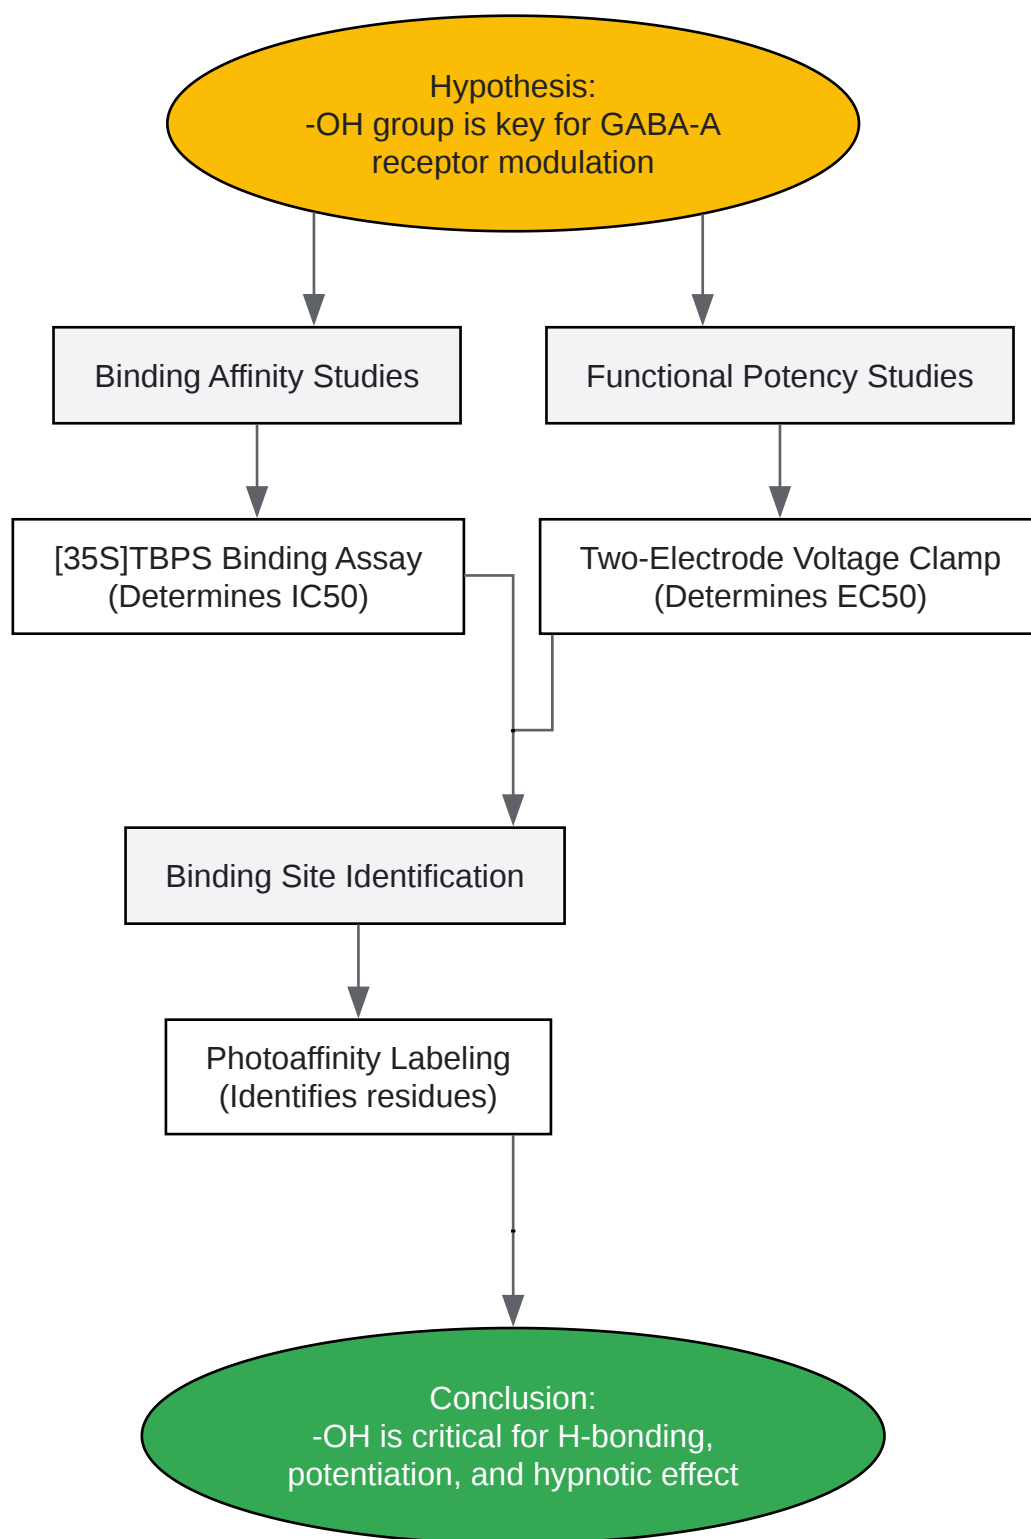 Hypothesis:
-OH group is key for GABA-A
receptor modulation
Binding Affinity Studies
Functional Potency Studies
[35S]TBPS Binding Assay
(Determines IC50)
Two-Electrode Voltage Clamp
(Determines EC50)
Binding Site Identification
Photoaffinity Labeling
(Identifies residues)
Conclusion:
-OH is critical for H-bonding,
potentiation, and hypnotic effect